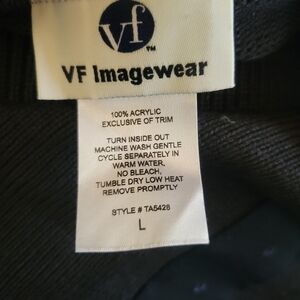 vf
TM
VF Imagewear
100% ACRYLIC
EXCLUSIVE OF TRIM
TURN INSIDE OUT
MACHINE WASH GENTLE
CYCLE SEPARATELY IN
WARM WATER,
NO BLEACH,
TUMBLE DRY LOW HEAT
REMOVE PROMPTLY
STYLE # TA5428
L